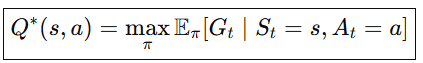 Q*(s, a) = max_π 𝔼_π[G_t | S_t = s, A_t = a]